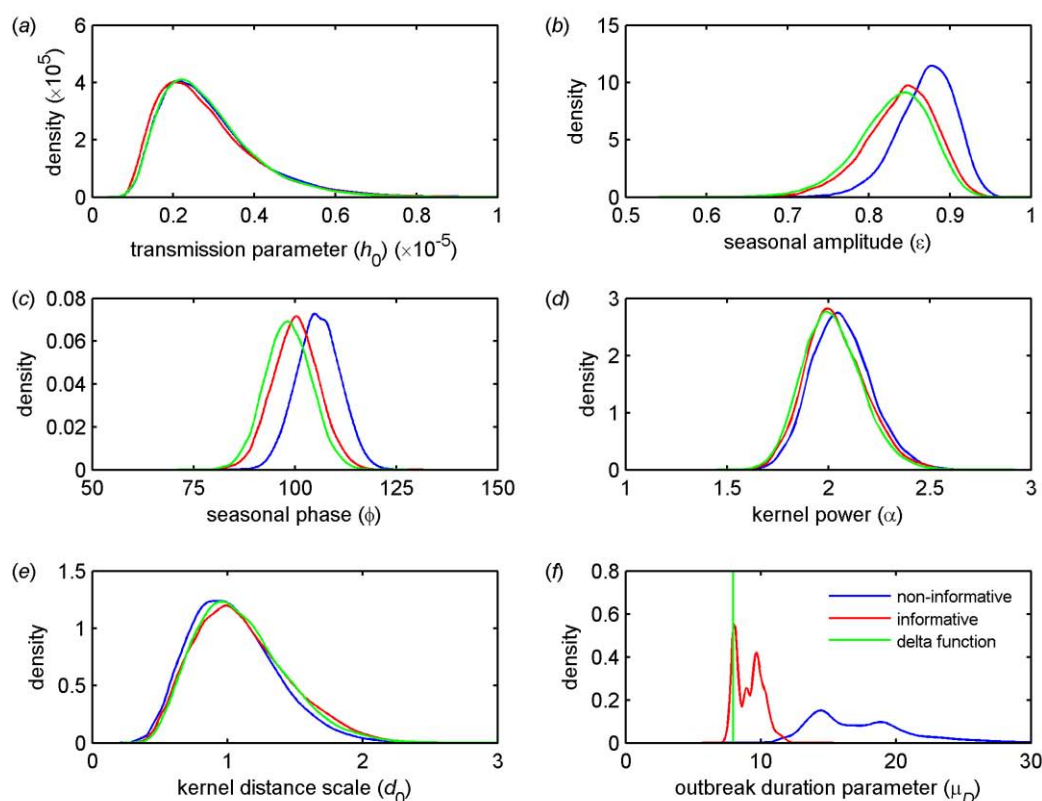 (a)
6
4
2
0
density (×10^5)
0 0.2 0.4 0.6 0.8 1
transmission parameter (h_0) (×10^-5)
(b)
15
10
5
0
density
0.5 0.6 0.7 0.8 0.9 1
seasonal amplitude (ε)
(c)
0.08
0.06
0.04
0.02
0
density
50 75 100 125 150
seasonal phase (ϕ)
(d)
3
2
1
0
density
1 1.5 2 2.5 3
kernel power (α)
(e)
1.5
1
0.5
0
density
0 1 2 3
kernel distance scale (d_0)
(f)
0.8
0.6
0.4
0.2
0
density
non-informative
informative
delta function
0 10 20 30
outbreak duration parameter (μ_D)